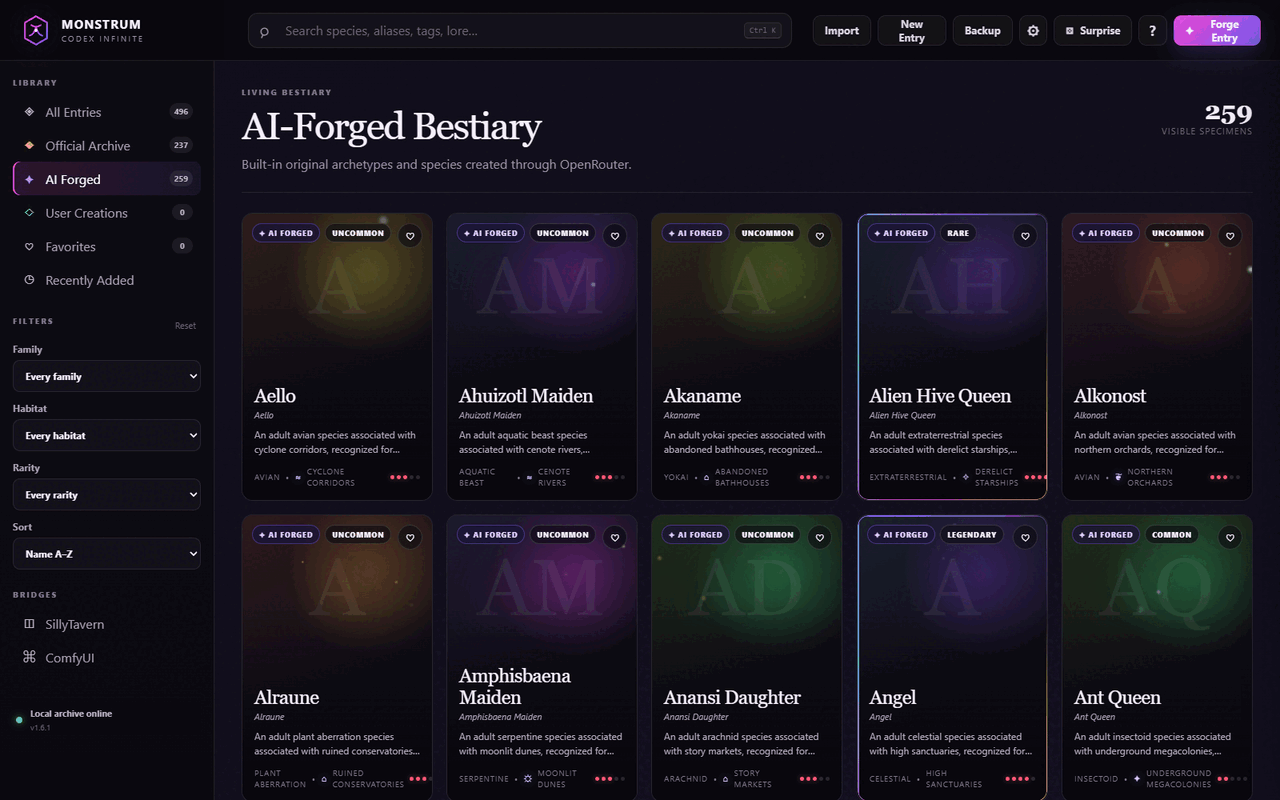 MONSTRUM
CODEX INFINITE
Search species, aliases, tags, lore...
Ctrl K
Import
New
Entry
Backup
Surprise
?
Forge
Entry
LIBRARY
All Entries 496
Official Archive 237
AI Forged 259
User Creations 0
Favorites 0
Recently Added
FILTERS
Reset
Family
Every family
Habitat
Every habitat
Rarity
Every rarity
Sort
Name A–Z
BRIDGES
SillyTavern
ComfyUI
Local archive online
v1.6.1
LIVING BESTIARY
AI-Forged Bestiary
Built-in original archetypes and species created through OpenRouter.
259
VISIBLE SPECIMENS
AI FORGED UNCOMMON
A
Aello
Aello
An adult avian species associated with
cyclone corridors, recognized for...
AVIAN • CYCLONE
CORRIDORS
AI FORGED UNCOMMON
AM
Ahuizotl Maiden
Ahuizotl Maiden
An adult aquatic beast species
associated with cenote rivers,...
AQUATIC
BEAST • CENOTE
RIVERS
AI FORGED UNCOMMON
A
Akaname
Akaname
An adult yokai species associated with
abandoned bathhouses, recognized...
YOKAI • ABANDONED
BATHHOUSES
AI FORGED RARE
AH
Alien Hive Queen
Alien Hive Queen
An adult extraterrestrial species
associated with derelict starships,...
EXTRATERRESTRIAL • DERELICT
STARSHIPS
AI FORGED UNCOMMON
A
Alkonost
Alkonost
An adult avian species associated with
northern orchards, recognized for...
AVIAN • NORTHERN
ORCHARDS
AI FORGED UNCOMMON
A
Alraune
Alraune
An adult plant aberration species
associated with ruined conservatories...
PLANT
ABERRATION • RUINED
CONSERVATORIES
AI FORGED UNCOMMON
AM
Amphisbaena
Maiden
Amphisbaena Maiden
An adult serpentine species associated
with moonlit dunes, recognized for...
SERPENTINE • MOONLIT
DUNES
AI FORGED UNCOMMON
AD
Anansi Daughter
Anansi Daughter
An adult arachnid species associated
with story markets, recognized for...
ARACHNID • STORY
MARKETS
AI FORGED LEGENDARY
A
Angel
Angel
An adult celestial species associated
with high sanctuaries, recognized for...
CELESTIAL • HIGH
SANCTUARIES
AI FORGED COMMON
AQ
Ant Queen
Ant Queen
An adult insectoid species associated
with underground megacolonies,...
INSECTOID • UNDERGROUND
MEGACOLONIES